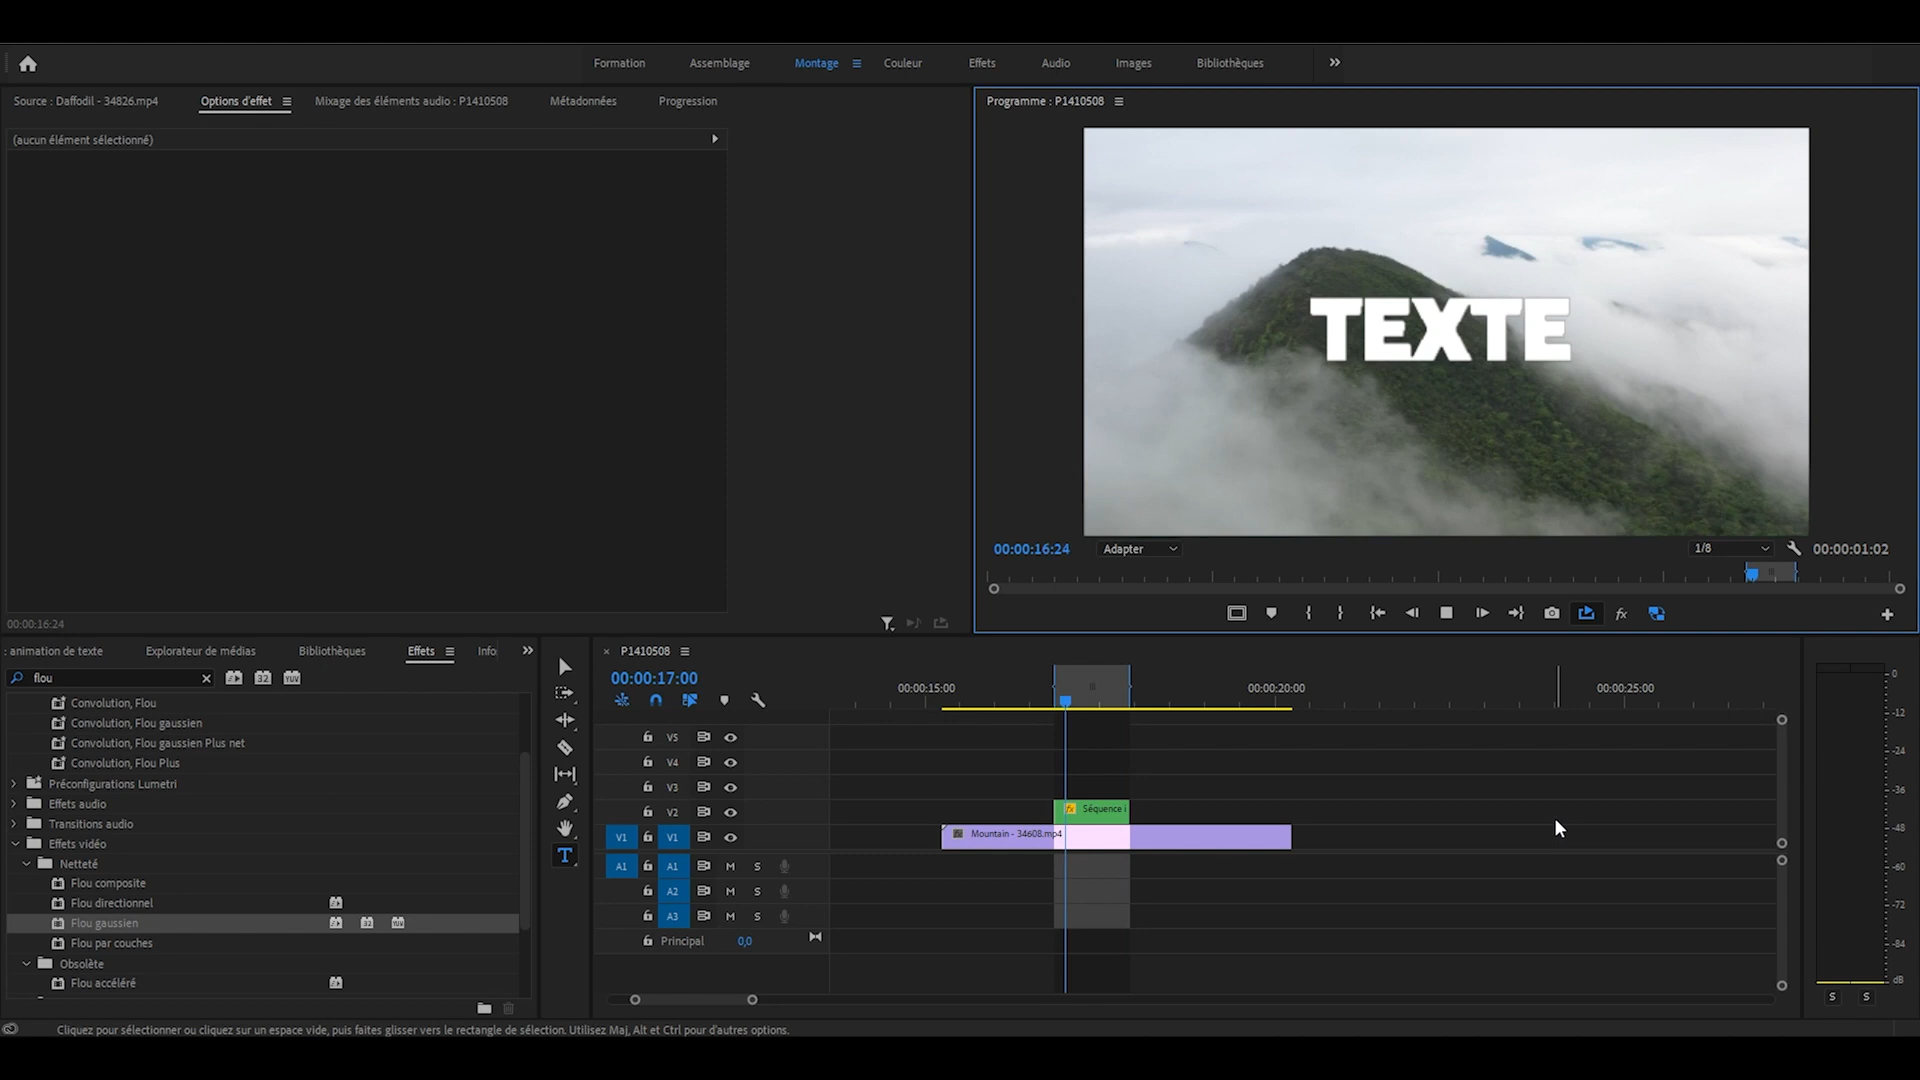 Formation Assemblage Montage Couleur Effets Audio Images Bibliothèques
Source : Daffodil - 34826.mp4 Options d'effet Mixage des éléments audio : P1410508 Métadonnées Progression
(aucun élément sélectionné)
00:00:16:24
Programme : P1410508
TEXTE
00:00:16:24 Adapter 1/8 00:00:01:02
: animation de texte Explorateur de médias Bibliothèques Effets Info
flou
32 YUV
Convolution, Flou
Convolution, Flou gaussien
Convolution, Flou gaussien Plus net
Convolution, Flou Plus
Préconfigurations Lumetri
Effets audio
Transitions audio
Effets vidéo
Netteté
Flou composite
Flou directionnel
Flou gaussien 32 YUV
Flou par couches
Obsolète
Flou accéléré
P1410508
00:00:17:00
00:00:15:00 00:00:20:00 00:00:25:00
V5
V4
V3
V2 fx Séquence i
V1 V1 fx Mountain - 34608.mp4
A1 A1 M S
A2 M S
A3 M S
Principal 0,0
0
-12
-24
-36
-48
-60
-72
-84
dB
S S
Cliquez pour sélectionner ou cliquez sur un espace vide, puis faites glisser vers le rectangle de sélection. Utilisez Maj, Alt et Ctrl pour d'autres options.